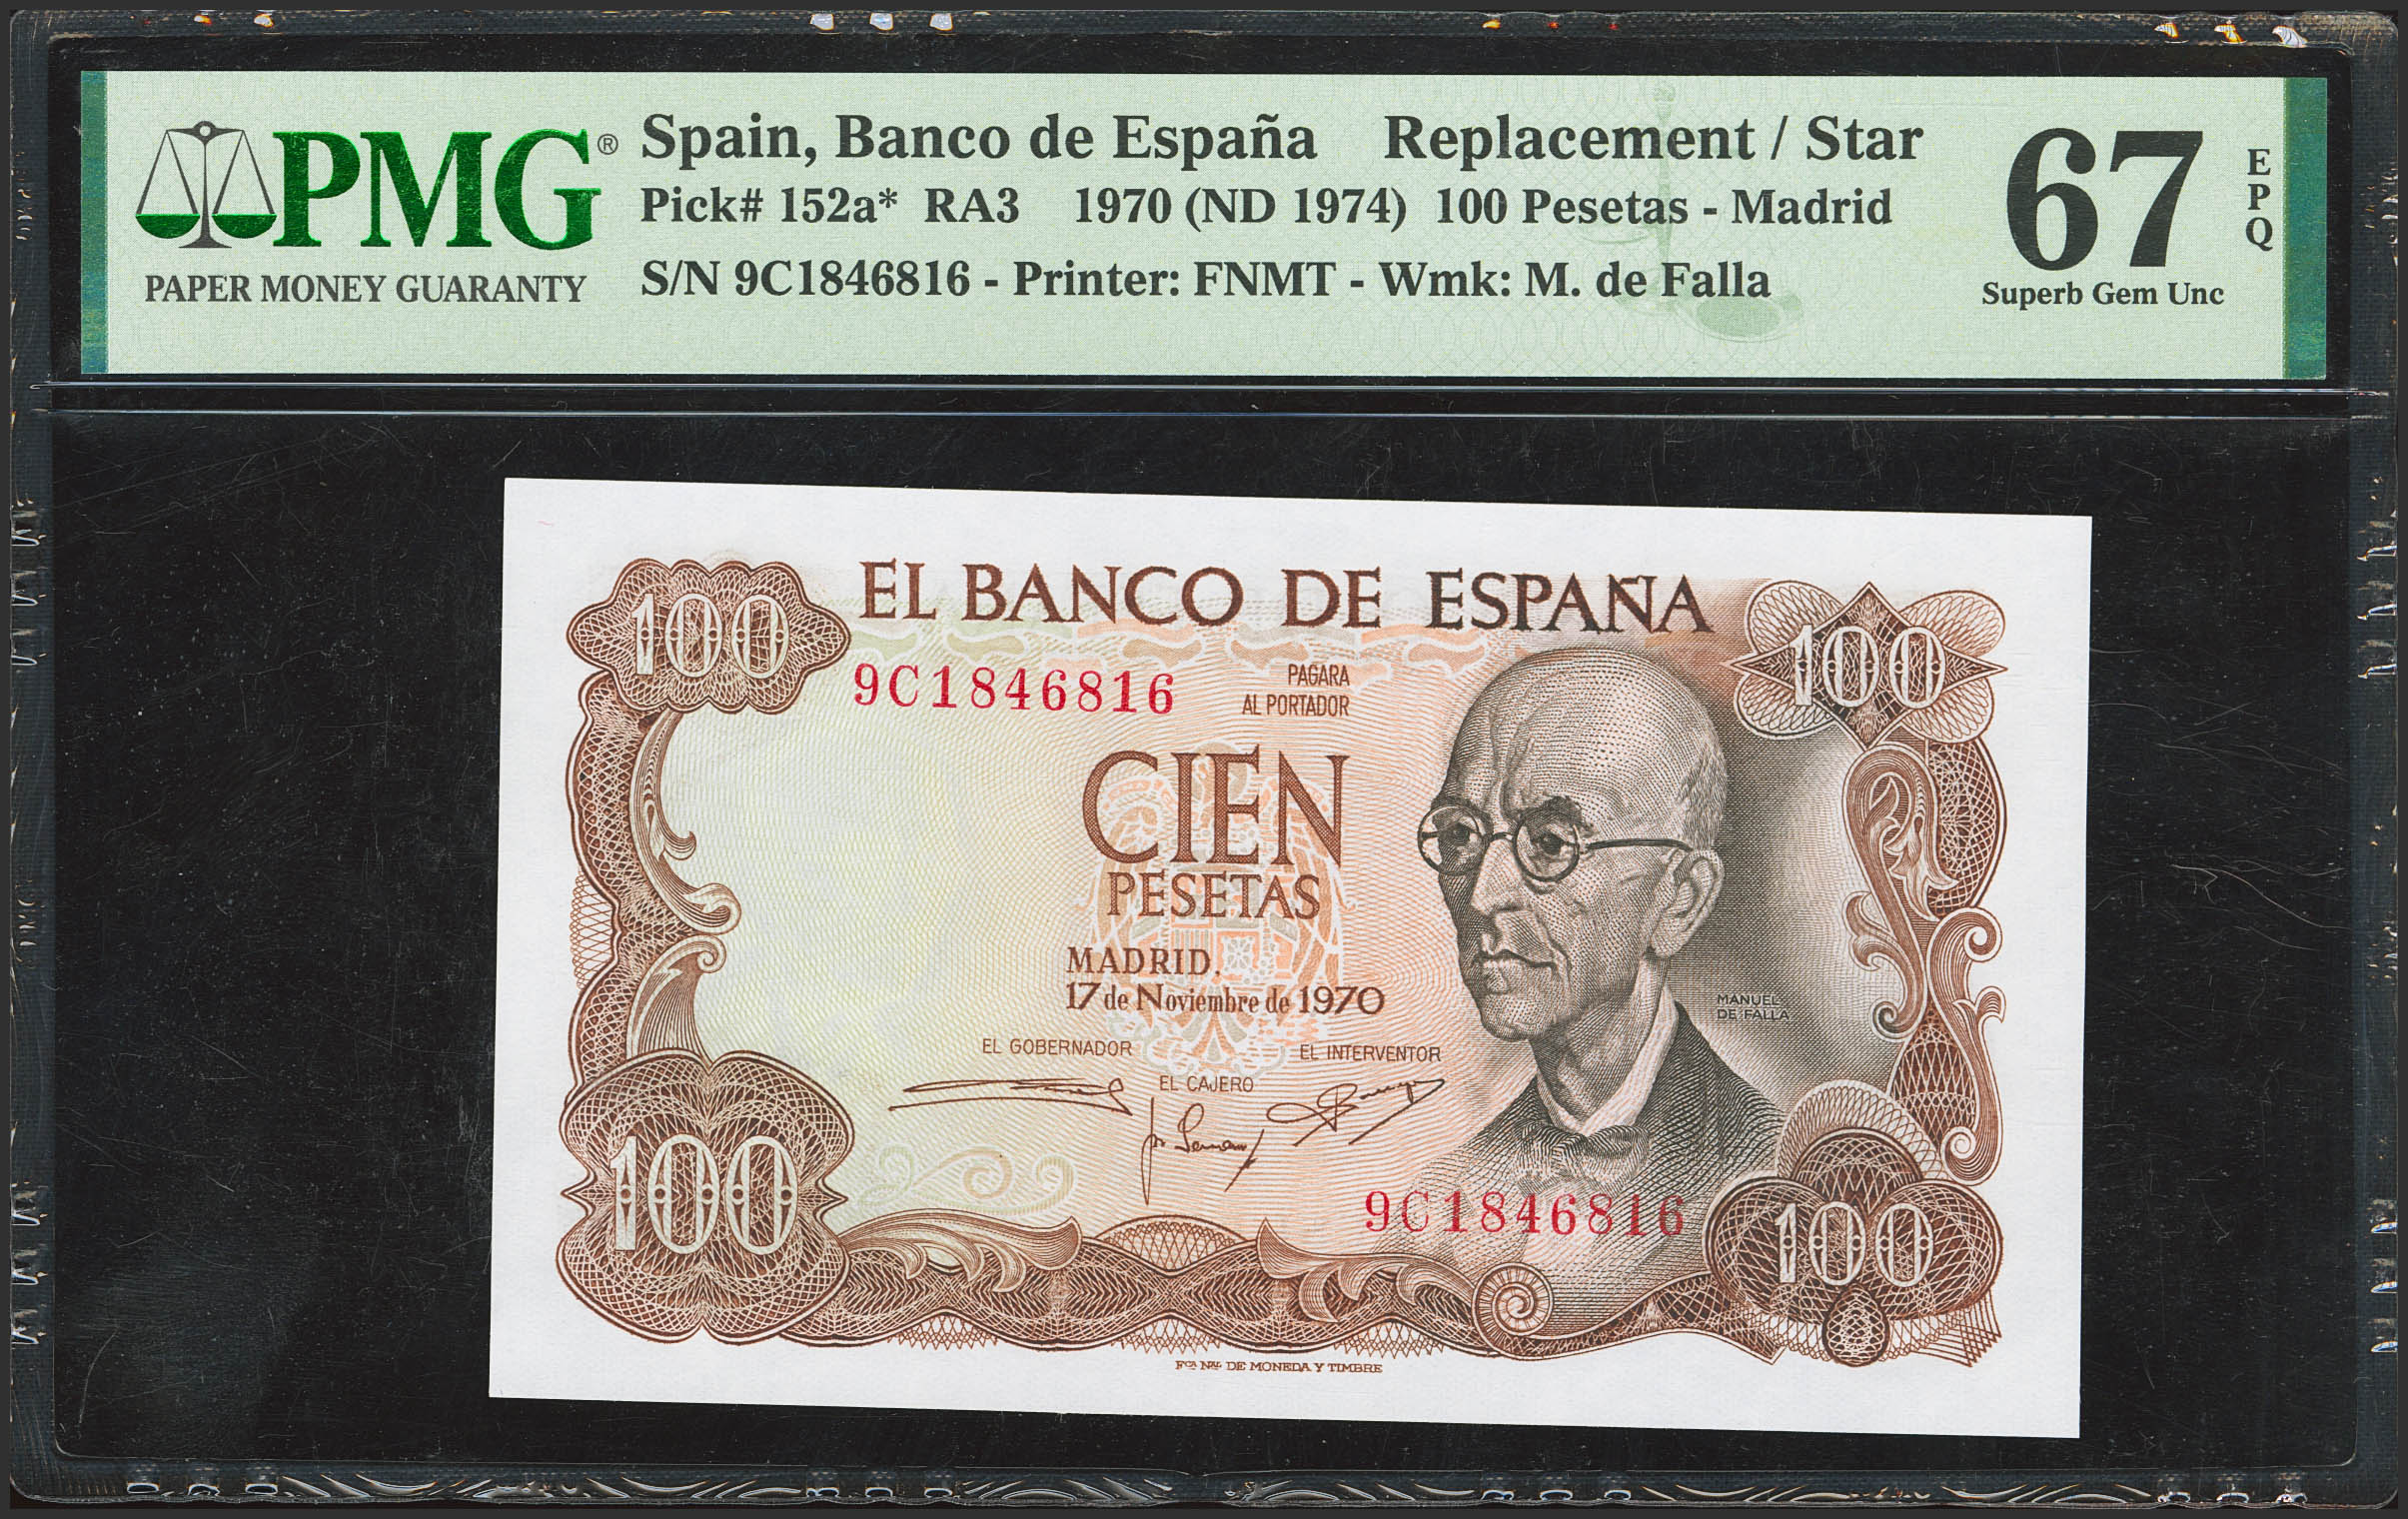 PMG®
PAPER MONEY GUARANTY
Spain, Banco de España Replacement / Star
Pick# 152a* RA3 1970 (ND 1974) 100 Pesetas - Madrid
S/N 9C1846816 - Printer: FNMT - Wmk: M. de Falla
67
EPQ
Superb Gem Unc
100
EL BANCO DE ESPAÑA
100
9C1846816
PAGARA
AL PORTADOR
CIEN
PESETAS
MADRID,
17 de Noviembre de 1970
MANUEL
DE FALLA
EL GOBERNADOR
EL INTERVENTOR
EL CAJERO
100
9C1846816
100
Fca Nal. DE MONEDA Y TIMBRE